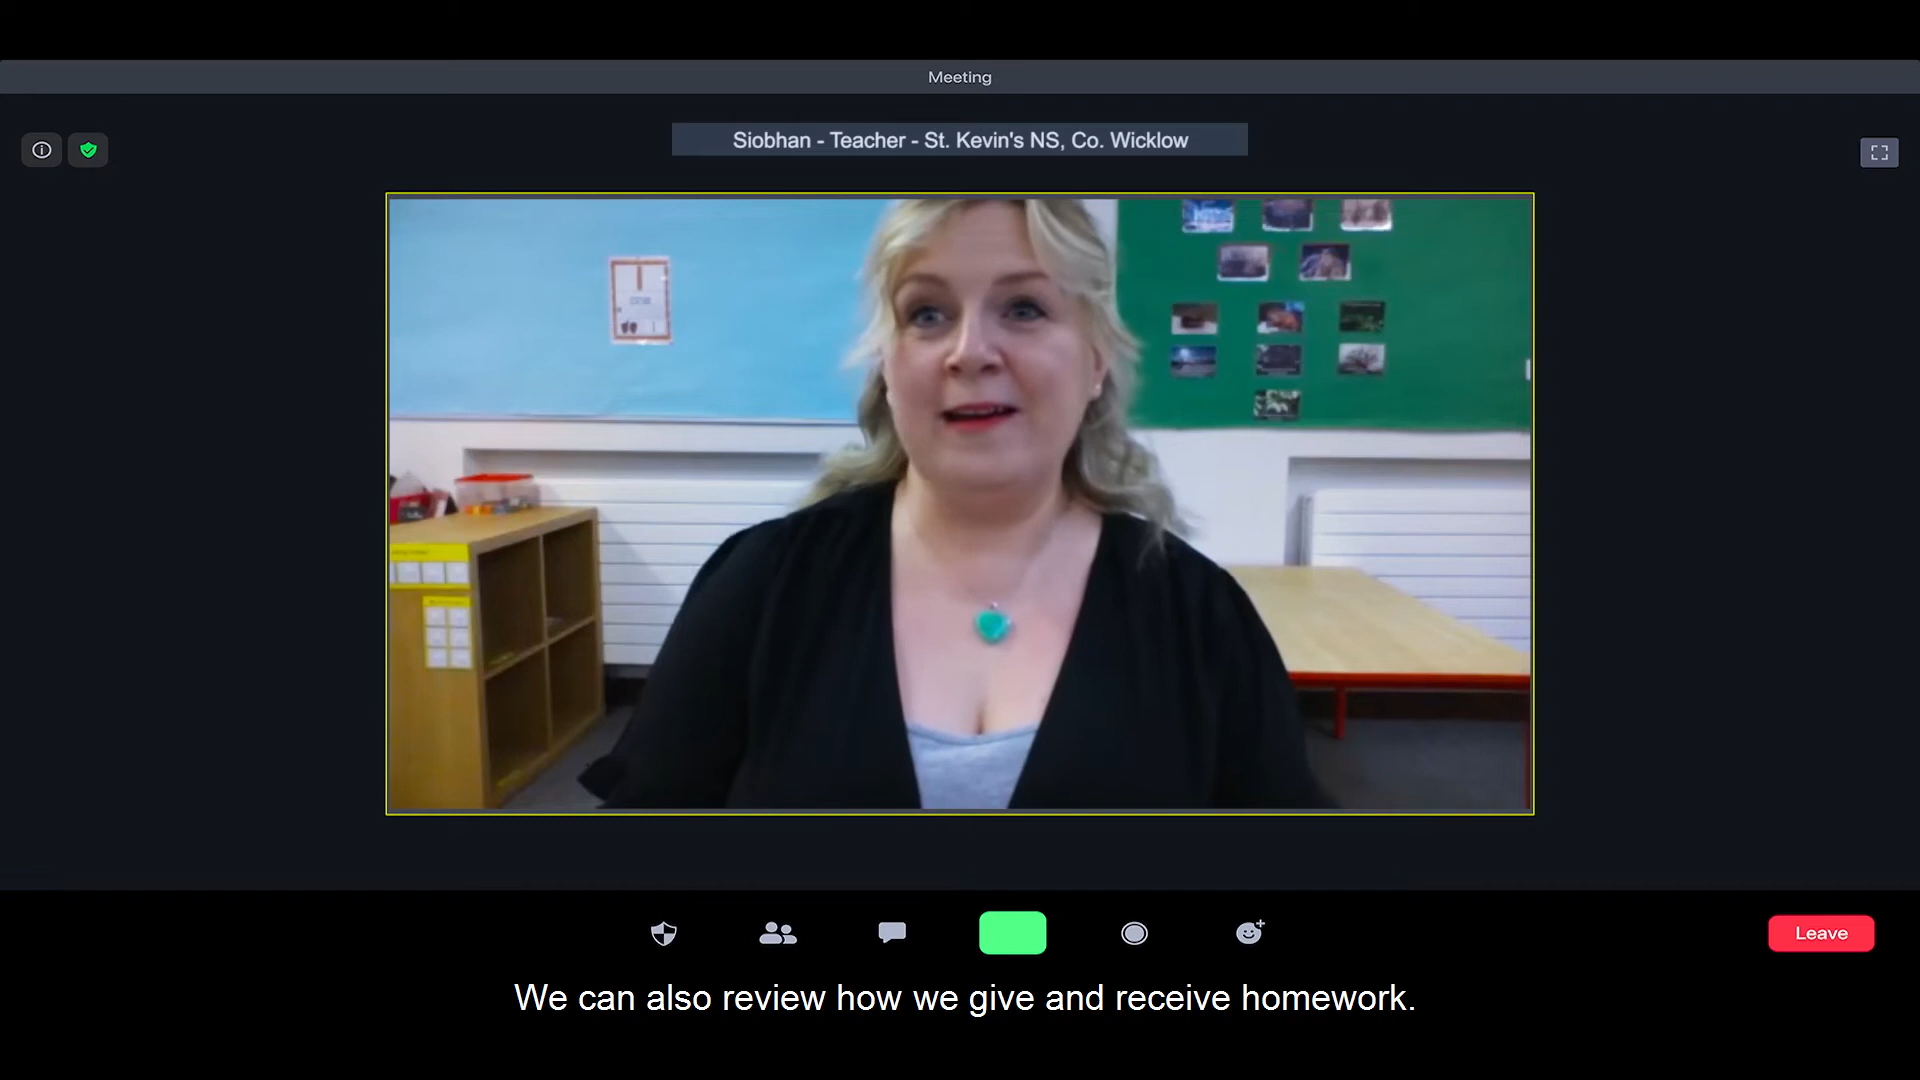 Meeting
Siobhan - Teacher - St. Kevin's NS, Co. Wicklow
Leave
We can also review how we give and receive homework.